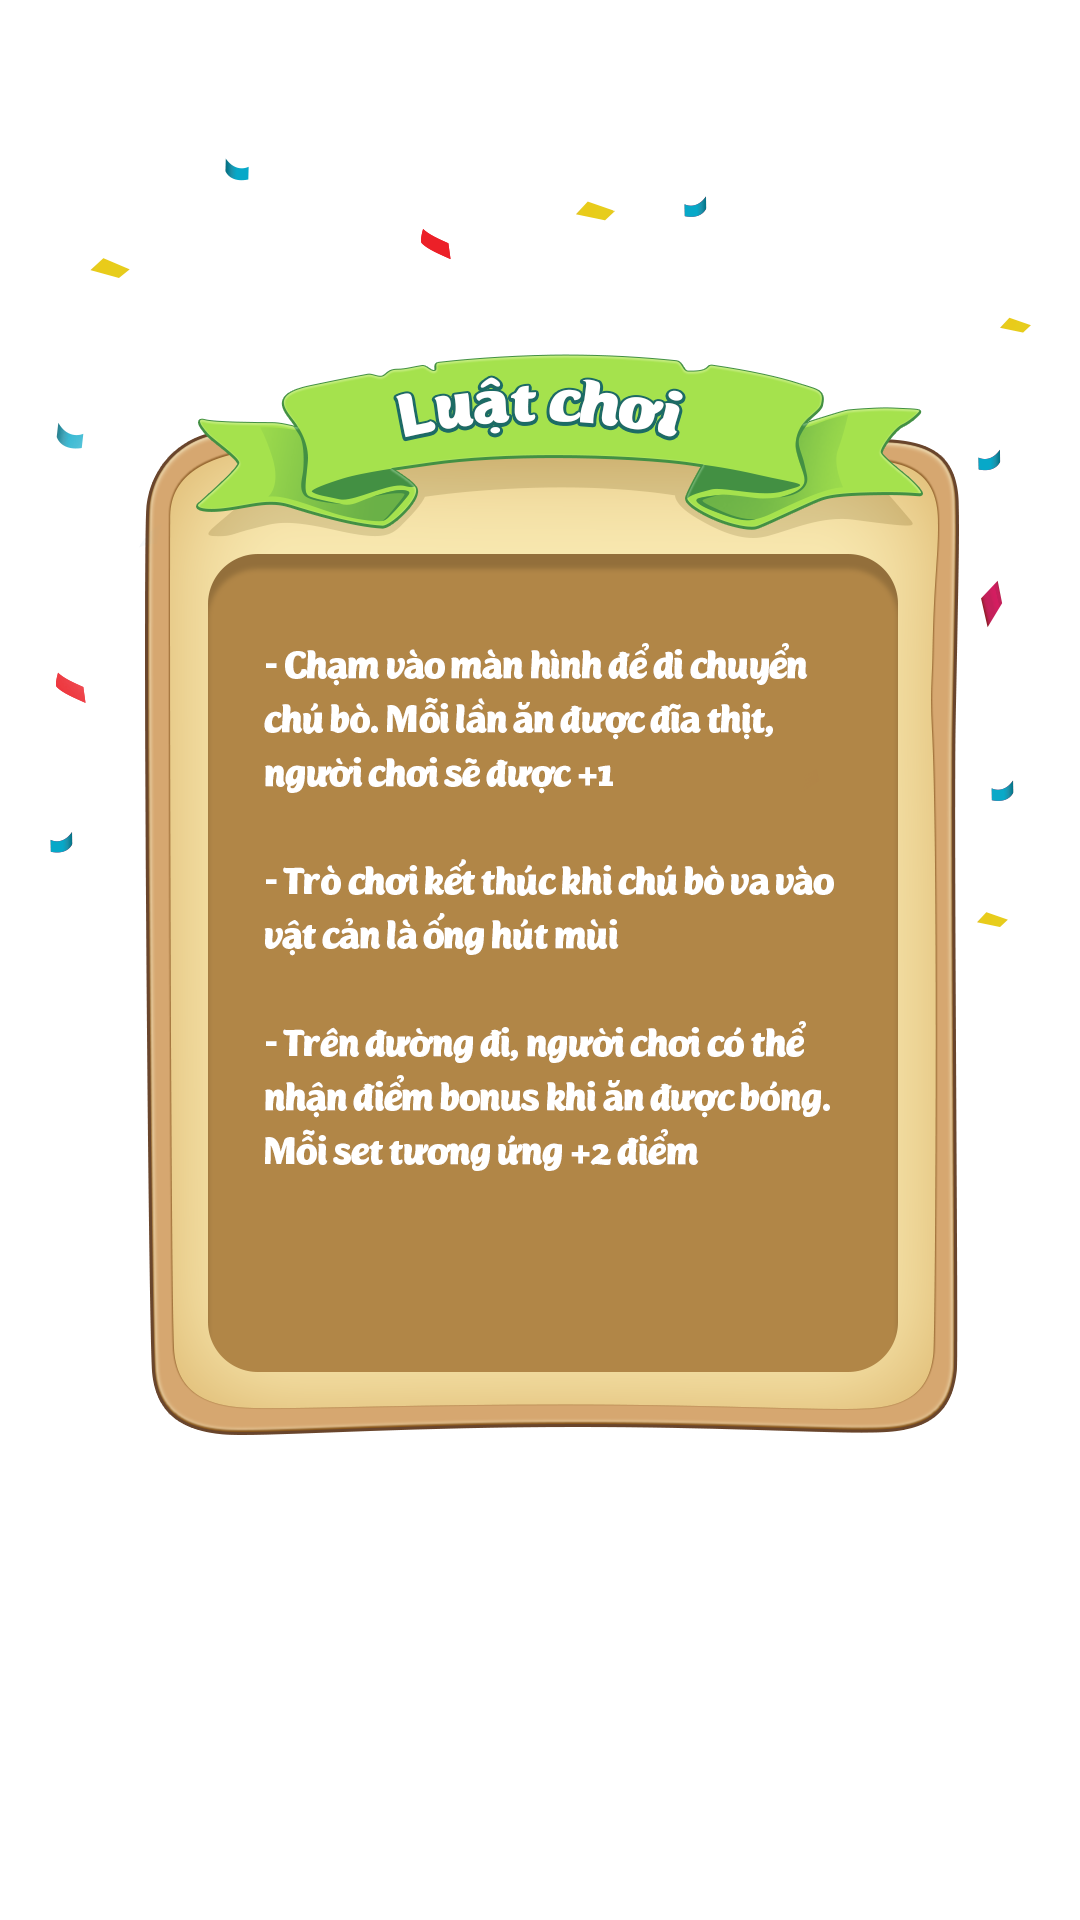 Luật chơi
- Chạm vào màn hình để di chuyển
chú bò. Mỗi lần ăn được đĩa thịt,
người chơi sẽ được +1
- Trò chơi kết thúc khi chú bò va vào
vật cản là ống hút mùi
- Trên đường đi, người chơi có thể
nhận điểm bonus khi ăn được bóng.
Mỗi set tương ứng +2 điểm